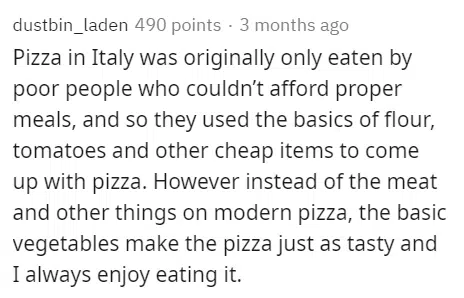 dustbin_laden 490 points · 3 months ago
Pizza in Italy was originally only eaten by
poor people who couldn’t afford proper
meals, and so they used the basics of flour,
tomatoes and other cheap items to come
up with pizza. However instead of the meat
and other things on modern pizza, the basic
vegetables make the pizza just as tasty and
I always enjoy eating it.